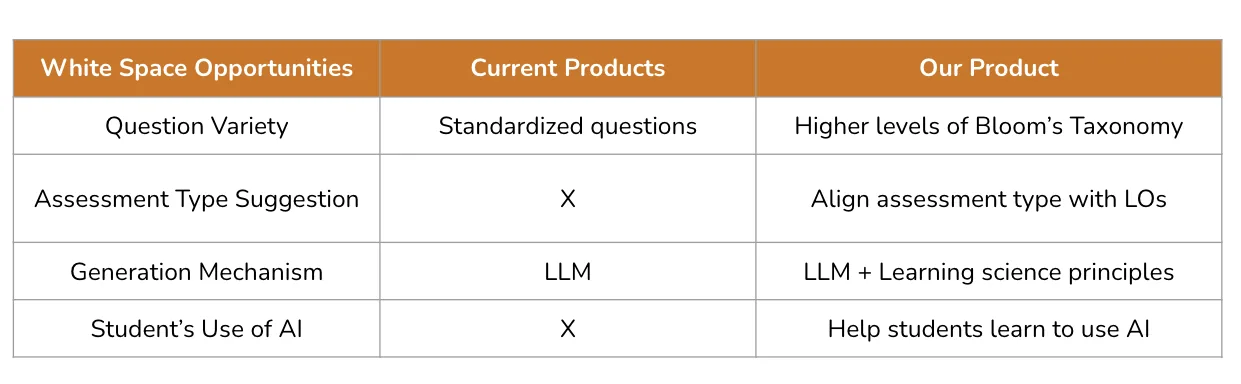 White Space Opportunities Current Products Our Product
Question Variety Standardized questions Higher levels of Bloom’s Taxonomy
Assessment Type Suggestion X Align assessment type with LOs
Generation Mechanism LLM LLM + Learning science principles
Student’s Use of AI X Help students learn to use AI